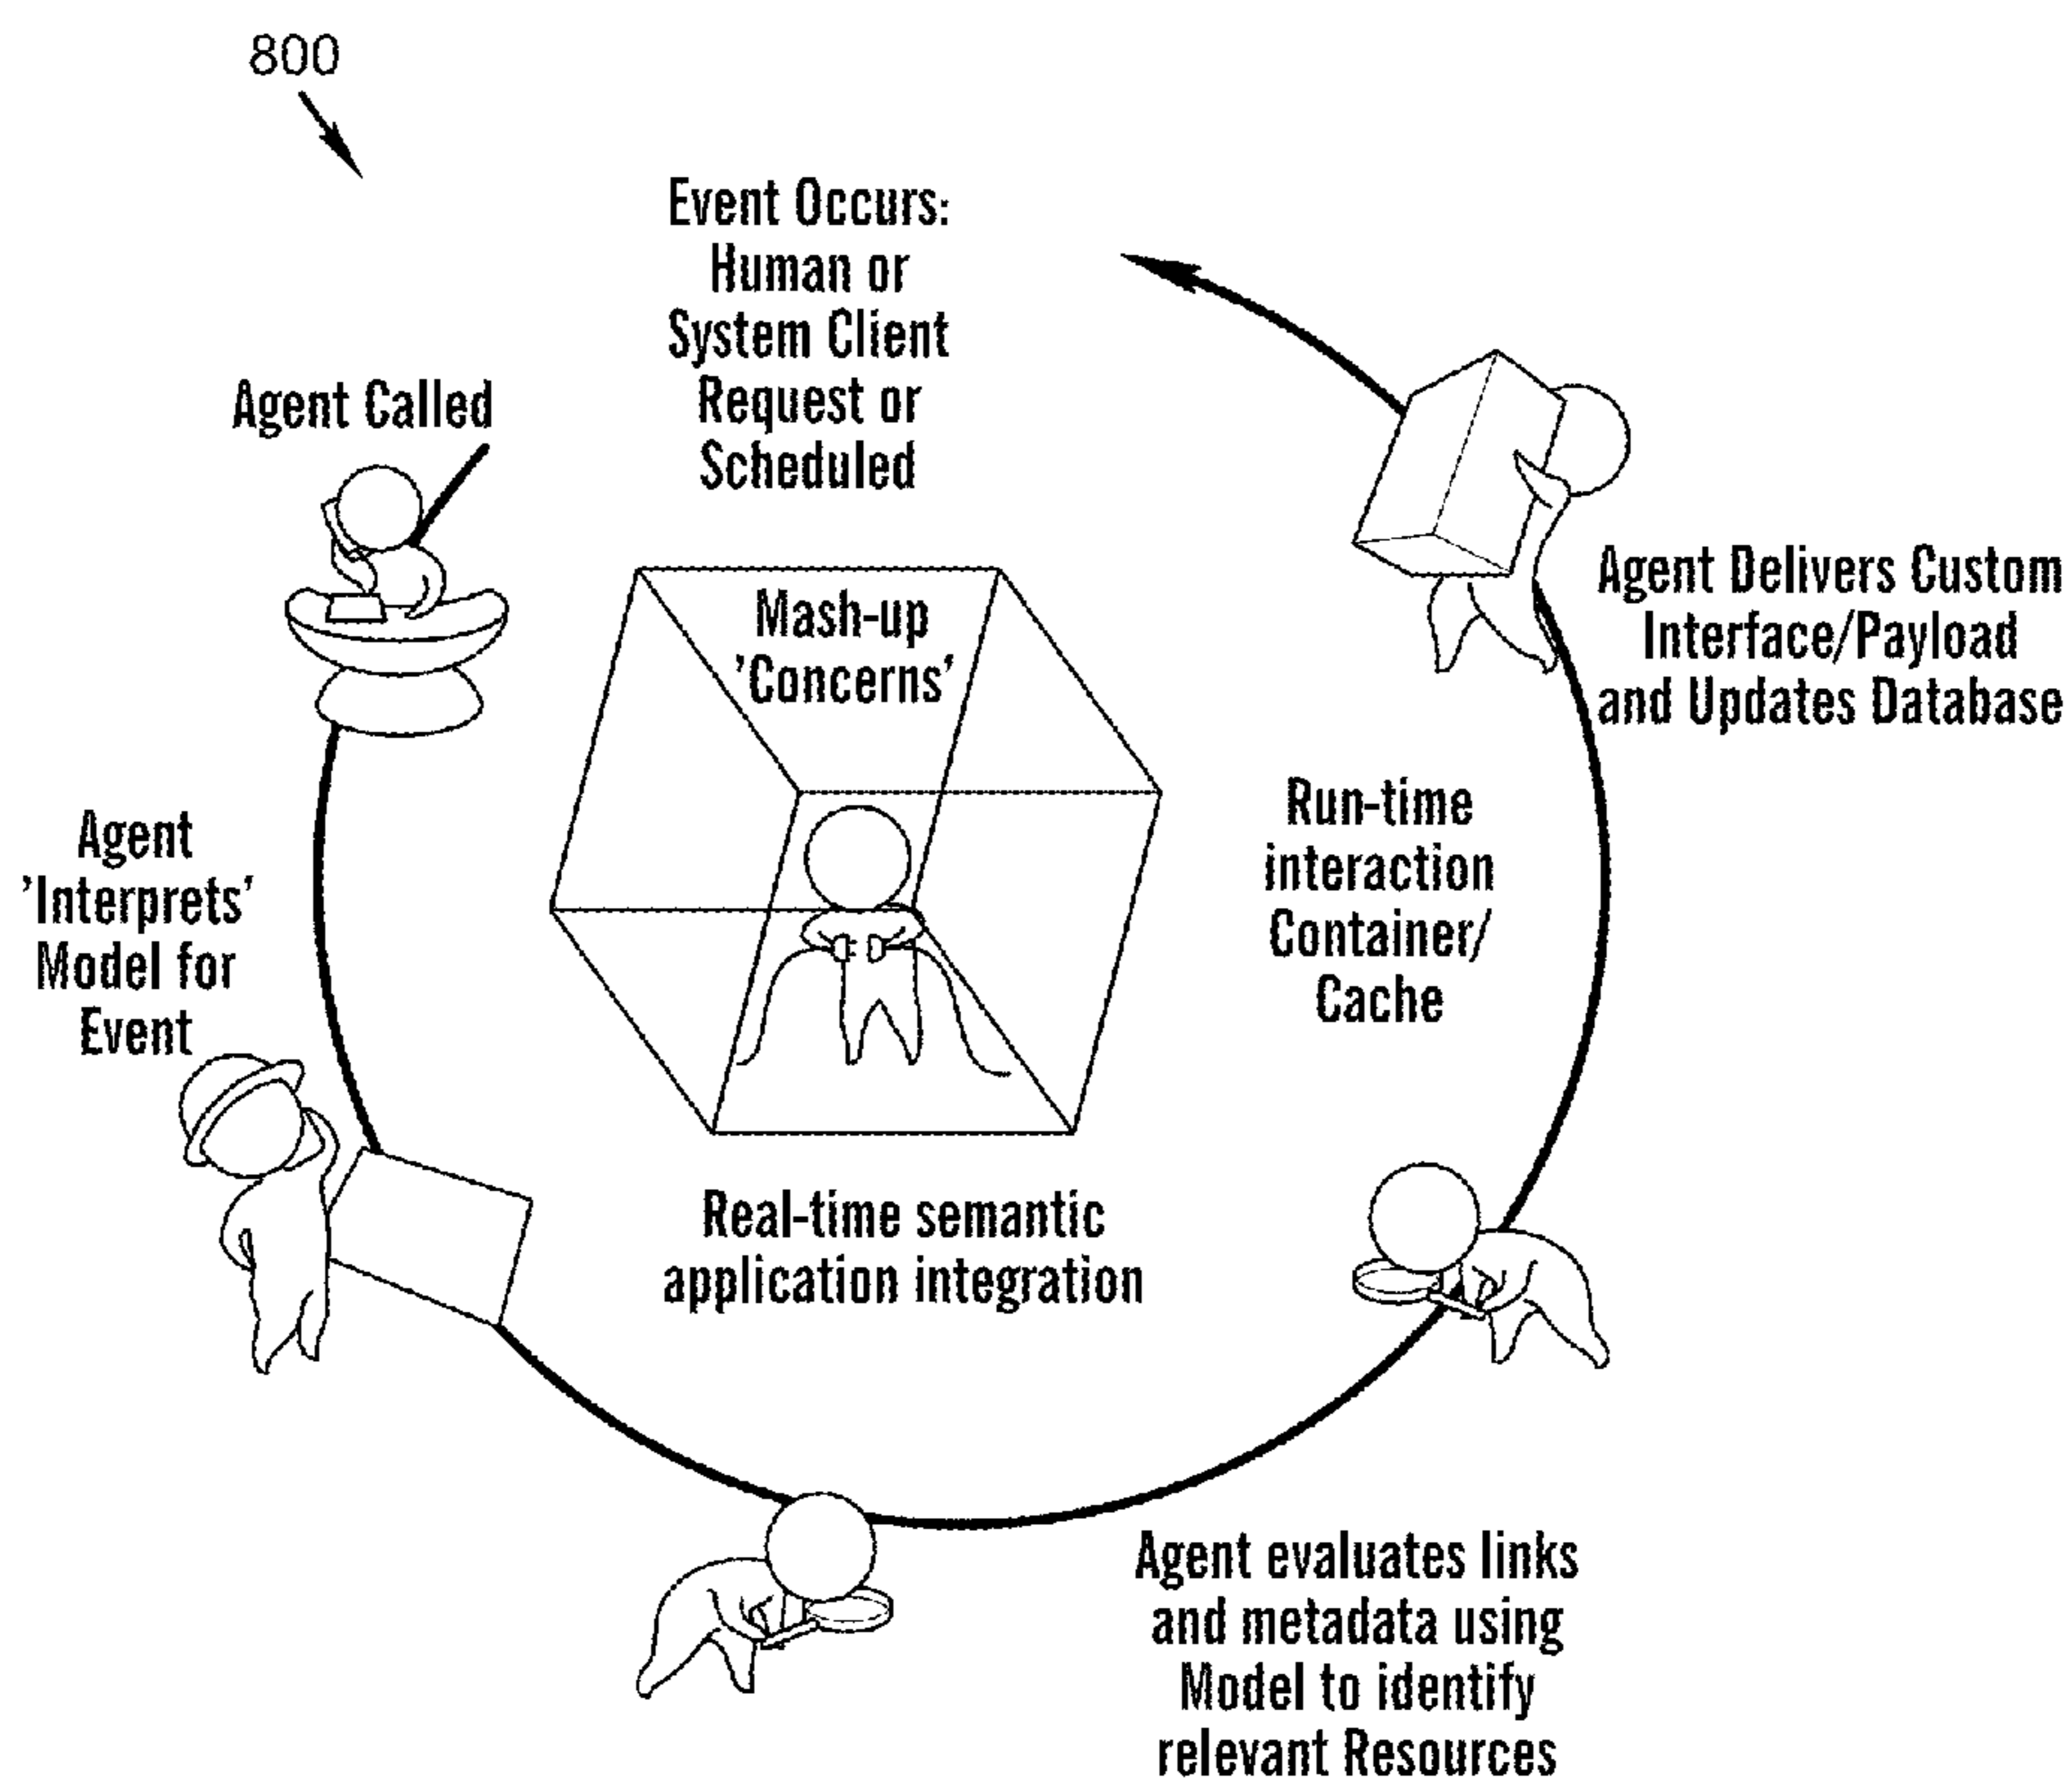 800
Event Occurs:
Human or
System Client
Request or
Scheduled
Agent Called
Mash-up
'Concerns'
Agent Delivers Custom
Interface/Payload
and Updates Database
Run-time
interaction
Container/
Cache
Agent
'Interprets'
Model for
Event
Real-time semantic
application integration
Agent evaluates links
and metadata using
Model to identify
relevant Resources